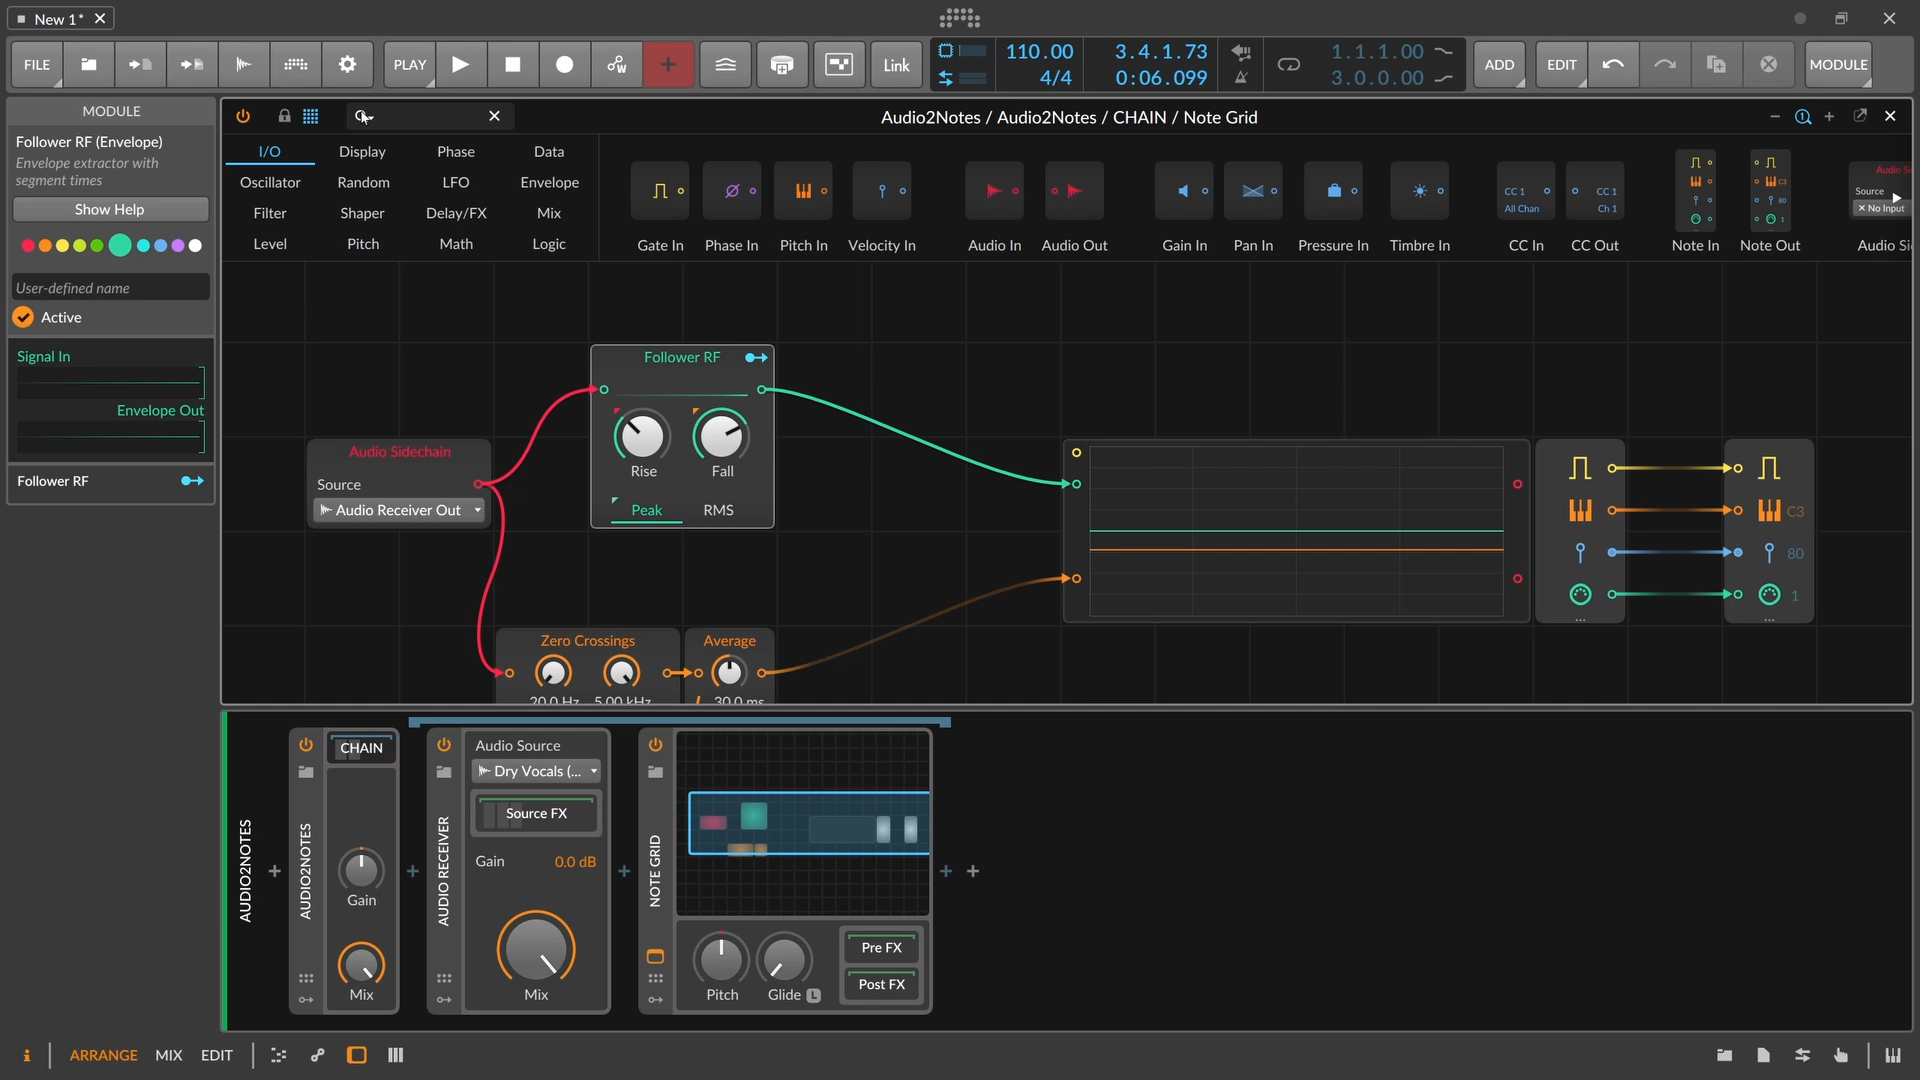 New 1*
FILE
PLAY
Link
110.00
4/4
3.4.1.73
0:06.099
1.1.1.00
3.0.0.00
ADD
EDIT
MODULE
MODULE
Follower RF (Envelope)
Envelope extractor with
segment times
Show Help
User-defined name
Active
Signal In
Envelope Out
Follower RF
Audio2Notes / Audio2Notes / CHAIN / Note Grid
I/O Display Phase Data
Oscillator Random LFO Envelope
Filter Shaper Delay/FX Mix
Level Pitch Math Logic
CC 1
All Chan
CC 1
Ch 1
C3
80
1
Source
No Input
Gate In Phase In Pitch In Velocity In Audio In Audio Out Gain In Pan In Pressure In Timbre In CC In CC Out Note In Note Out Audio Si
Follower RF
Rise Fall
Peak RMS
Audio Sidechain
Source
Audio Receiver Out
C3
80
1
...
...
Zero Crossings
20.0 Hz 5.00 kHz
Average
30.0 ms
AUDIO2NOTES
AUDIO2NOTES
CHAIN
Gain
Mix
AUDIO RECEIVER
Audio Source
Dry Vocals (...
Source FX
Gain 0.0 dB
Mix
NOTE GRID
Pitch
Glide L
Pre FX
Post FX
i
ARRANGE MIX EDIT